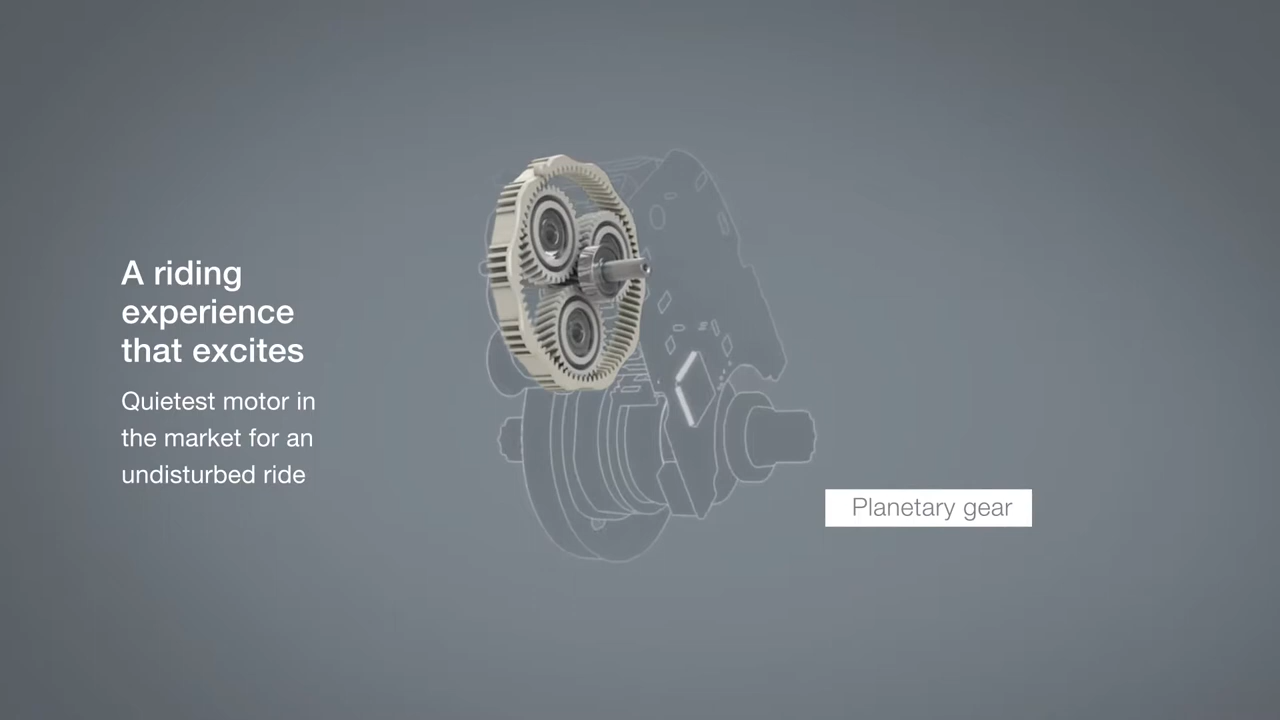 A riding
experience
that excites
Quietest motor in
the market for an
undisturbed ride
Planetary gear